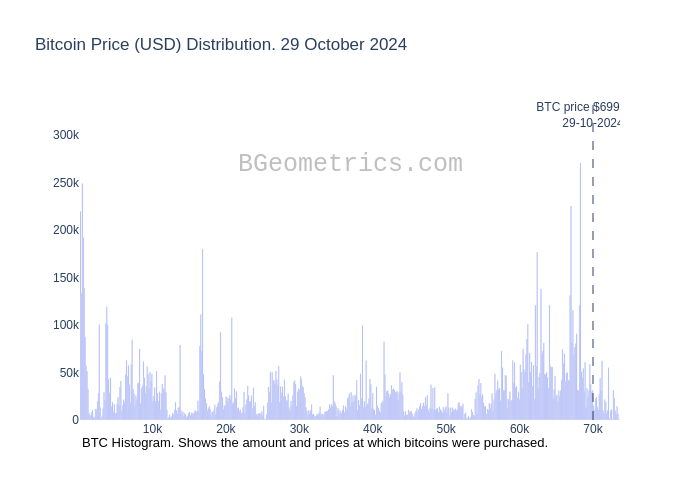 Bitcoin Price (USD) Distribution. 29 October 2024
BTC price $699
29-10-2024
BGeometrics.com
300k
250k
200k
150k
100k
50k
0
10k 20k 30k 40k 50k 60k 70k
BTC Histogram. Shows the amount and prices at which bitcoins were purchased.